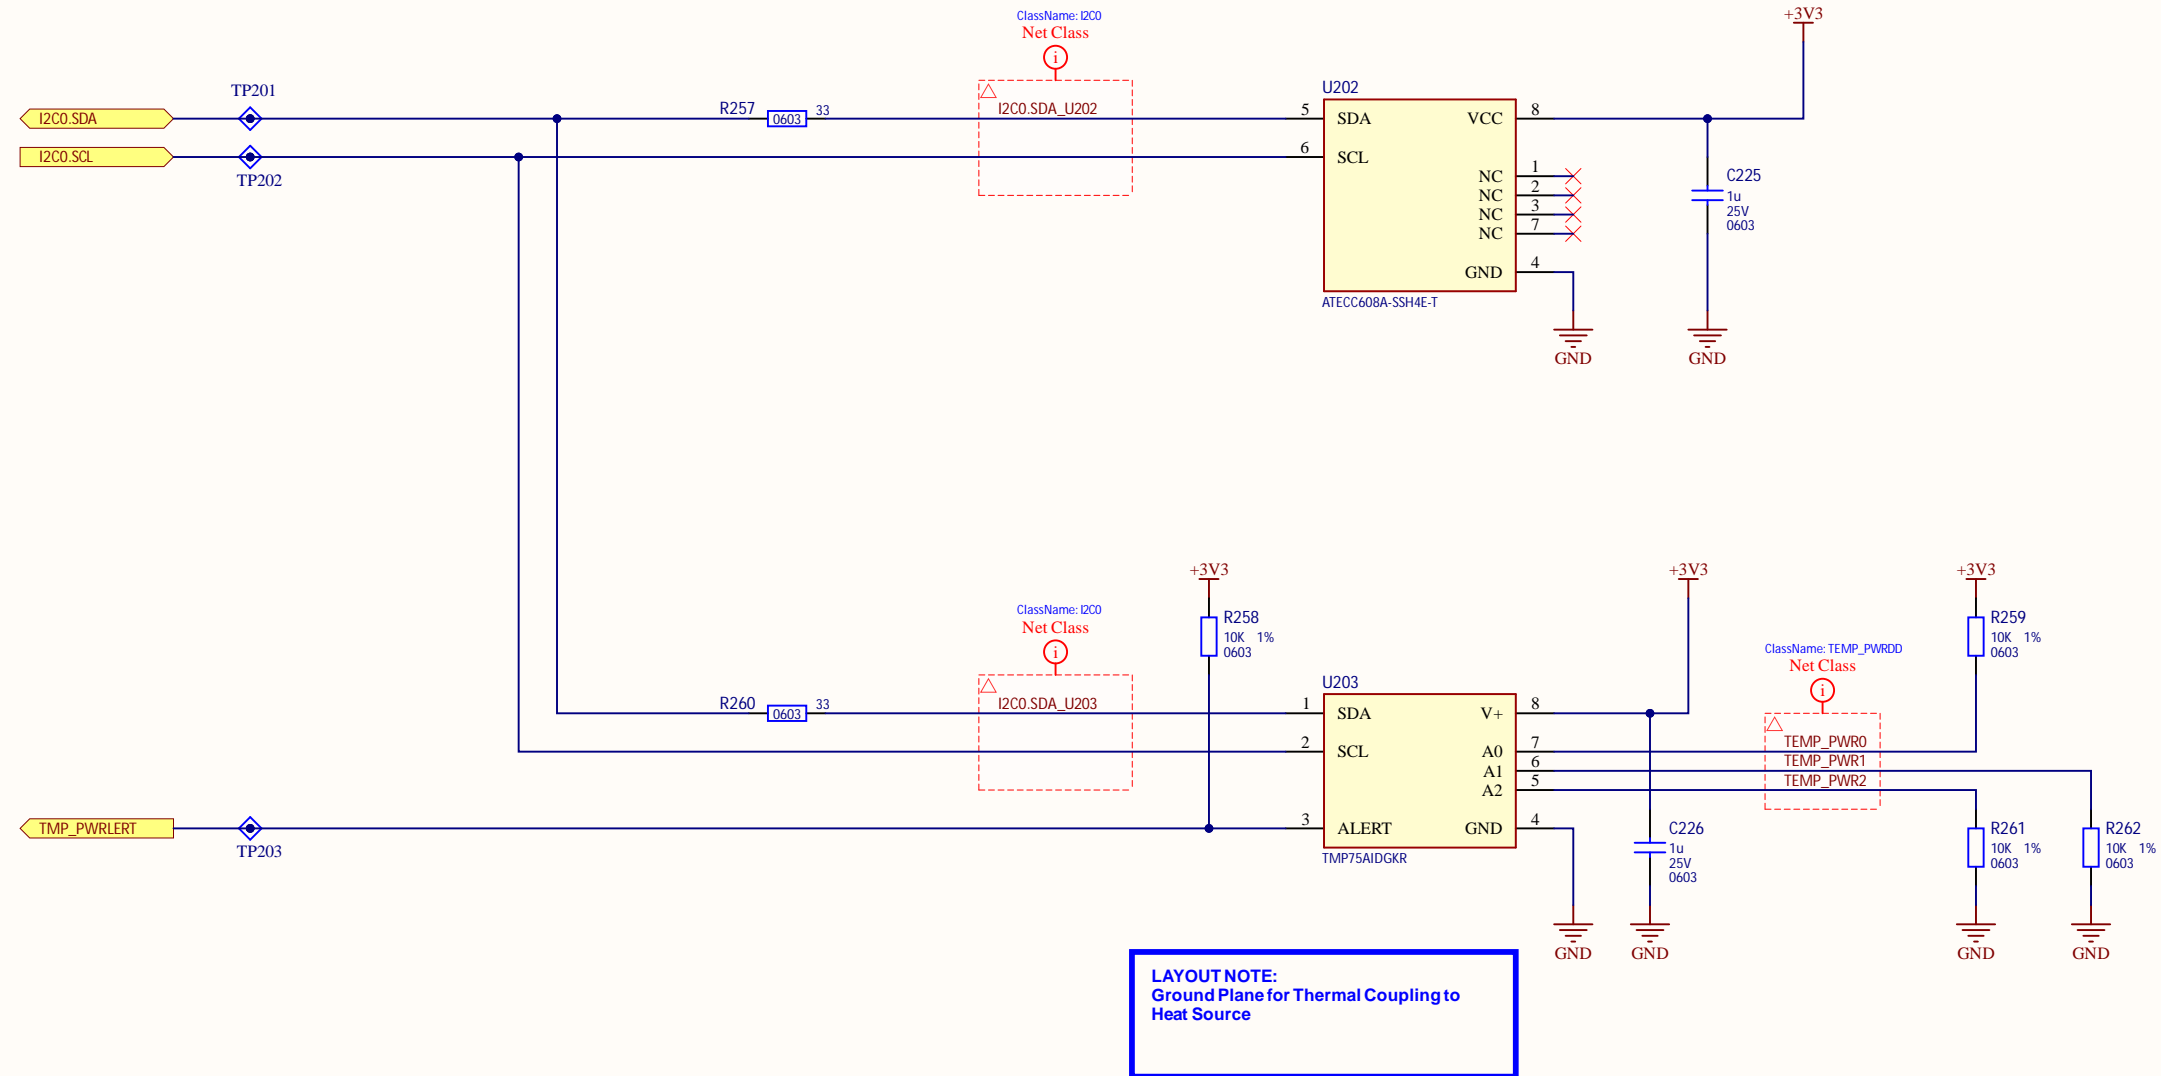 ClassName: I2C0
Net Class
i
+3V3
TP201
I2C0.SDA
R257
0603
33
I2C0.SDA_U202
U202
5
SDA
VCC
8
I2C0.SCL
TP202
6
SCL
NC
1
NC
2
NC
3
NC
7
GND
4
ATECC608A-SSH4E-T
C225
1u
25V
0603
GND
GND
+3V3
+3V3
+3V3
ClassName: I2C0
Net Class
i
R258
10K 1%
0603
R259
10K 1%
0603
ClassName: TEMP_PWRDD
Net Class
i
R260
0603
33
I2C0.SDA_U203
U203
1
SDA
V+
8
2
SCL
A0
7
TEMP_PWR0
A1
6
TEMP_PWR1
A2
5
TEMP_PWR2
TMP_PWRLERT
TP203
3
ALERT
GND
4
TMP75AIDGKR
C226
1u
25V
0603
R261
10K 1%
0603
R262
10K 1%
0603
GND
GND
GND
GND
LAYOUT NOTE:
Ground Plane for Thermal Coupling to
Heat Source